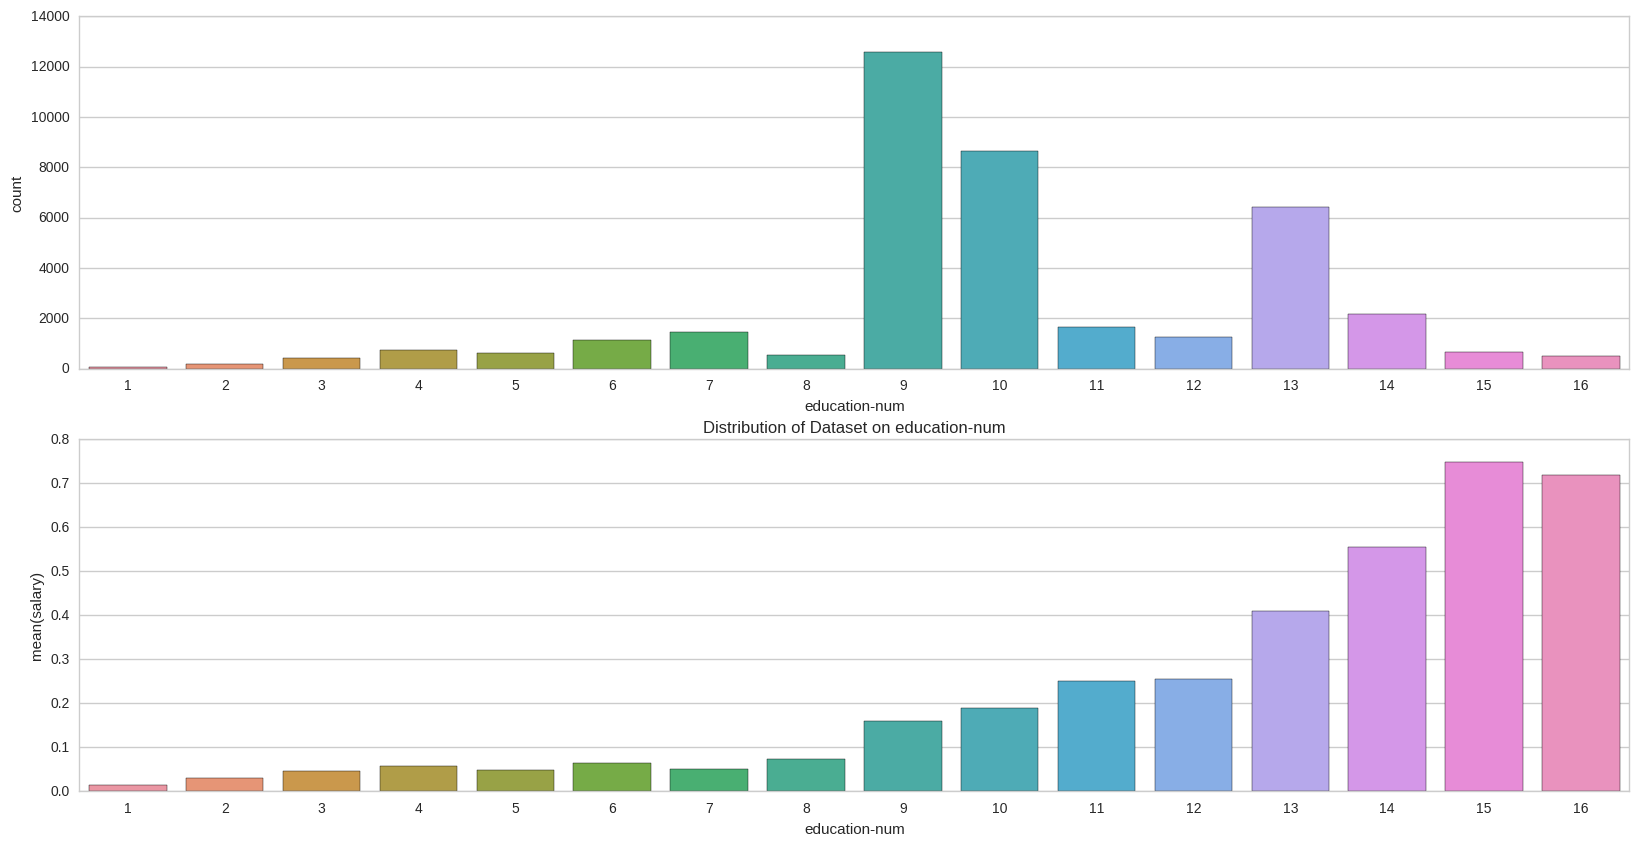 14000
12000
10000
8000
6000
4000
2000
0
count
1 2 3 4 5 6 7 8 9 10 11 12 13 14 15 16
education-num
Distribution of Dataset on education-num
0.8
0.7
0.6
0.5
0.4
0.3
0.2
0.1
0.0
mean(salary)
1 2 3 4 5 6 7 8 9 10 11 12 13 14 15 16
education-num